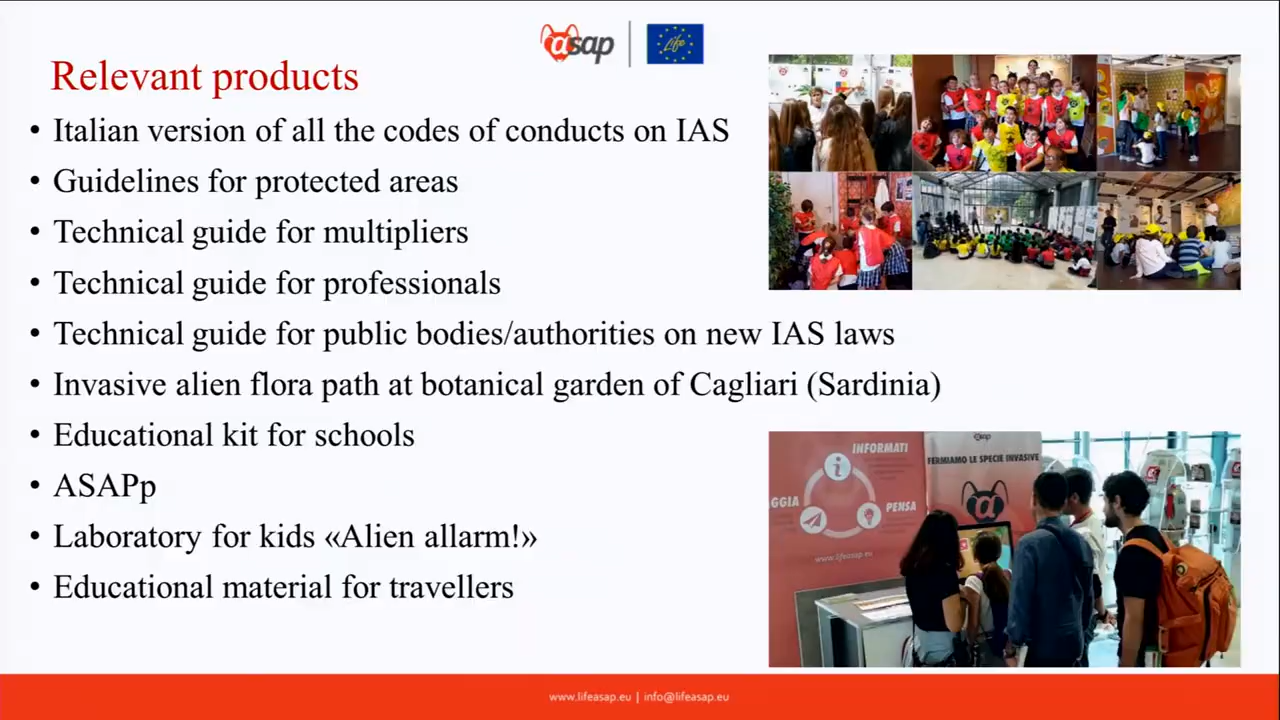 asap
Life
Relevant products
• Italian version of all the codes of conducts on IAS
• Guidelines for protected areas
• Technical guide for multipliers
• Technical guide for professionals
• Technical guide for public bodies/authorities on new IAS laws
• Invasive alien flora path at botanical garden of Cagliari (Sardinia)
• Educational kit for schools
• ASAPp
• Laboratory for kids «Alien allarm!»
• Educational material for travellers
INFORMATI
GGIA
PENSA
www.lifeasap.eu
asap
FERMIAMO LE SPECIE INVASIVE
www.lifeasap.eu | info@lifeasap.eu